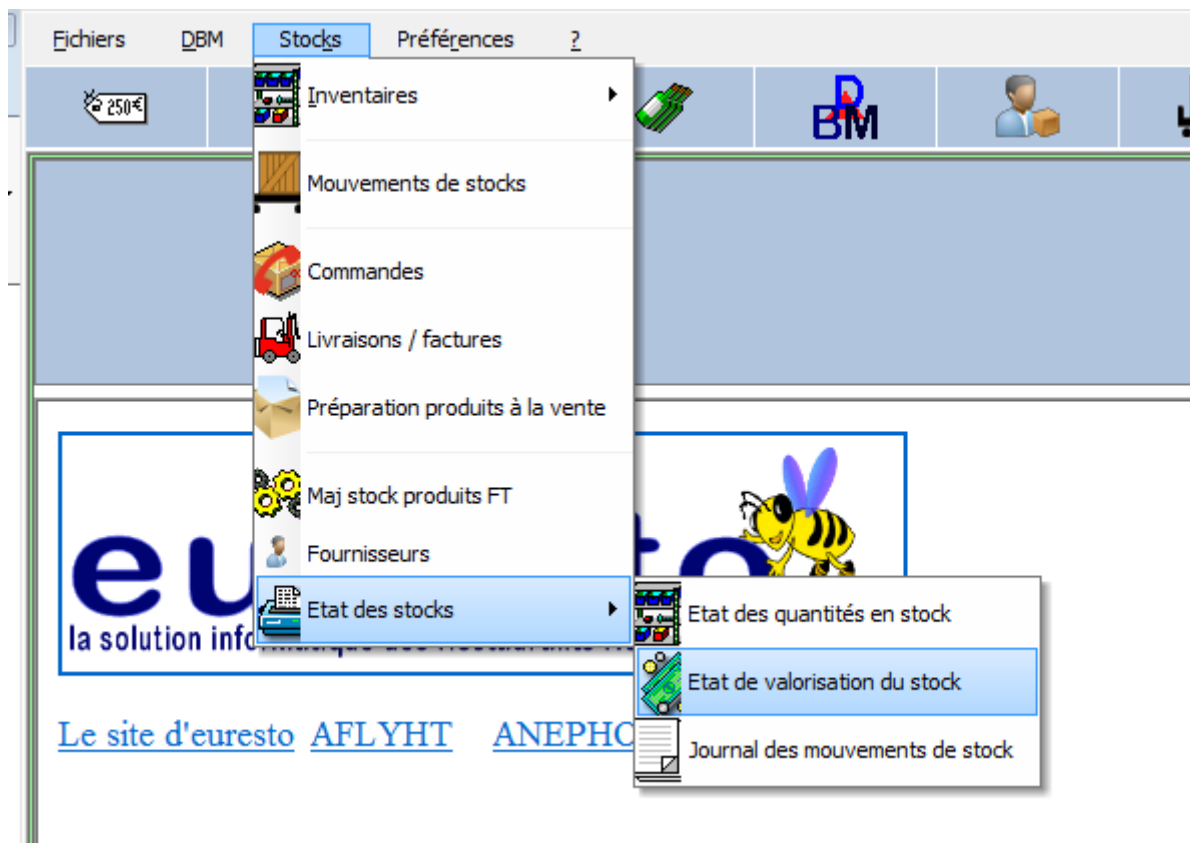 Fichiers DBM Stocks Préférences ?
250€
DBM
Inventaires
Mouvements de stocks
Commandes
Livraisons / factures
Préparation produits à la vente
Maj stock produits FT
Fournisseurs
Etat des stocks
Etat des quantités en stock
Etat de valorisation du stock
Journal des mouvements de stock
la solution
Le site d'euresto AFLYHT